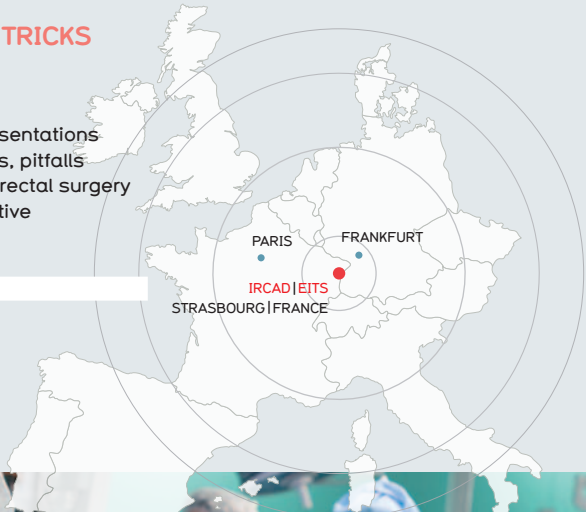 TRICKS
sentations
s, pitfalls
rectal surgery
tive
PARIS
FRANKFURT
IRCAD|EITS
STRASBOURG|FRANCE